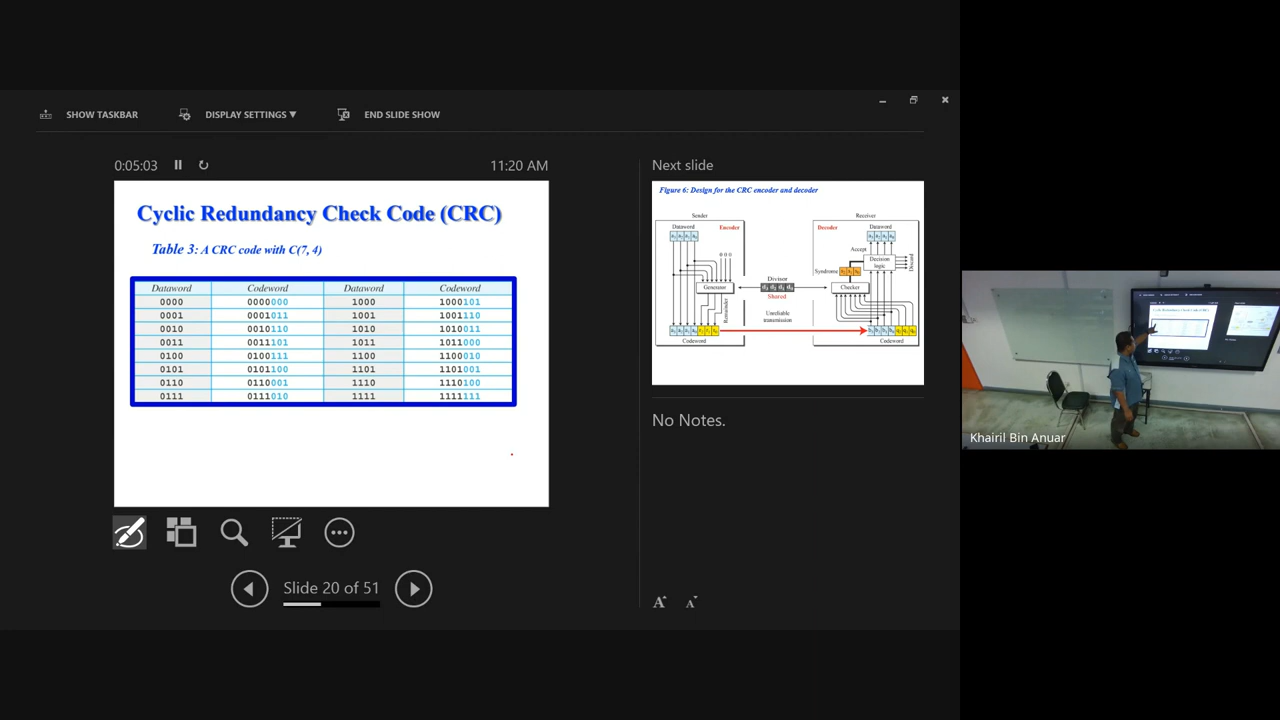 SHOW TASKBAR DISPLAY SETTINGS ▼ END SLIDE SHOW
0:05:03 11:20 AM
Cyclic Redundancy Check Code (CRC)
Table 3: A CRC code with C(7, 4)
Dataword Codeword Dataword Codeword
0000 0000000 1000 1000101
0001 0001011 1001 1001110
0010 0010110 1010 1010011
0011 0011101 1011 1011000
0100 0100111 1100 1100010
0101 0101100 1101 1101001
0110 0110001 1110 1110100
0111 0111010 1111 1111111
Slide 20 of 51
Next slide
Figure 6: Design for the CRC encoder and decoder
Sender Receiver
Dataword Encoder Decoder Dataword
Accept
0 0 0
Decision
logic
Discard
Syndrome
Divisor
Generator Checker
Shared
Remainder
Unreliable
transmission
Codeword Codeword
No Notes.
A A
Khairil Bin Anuar